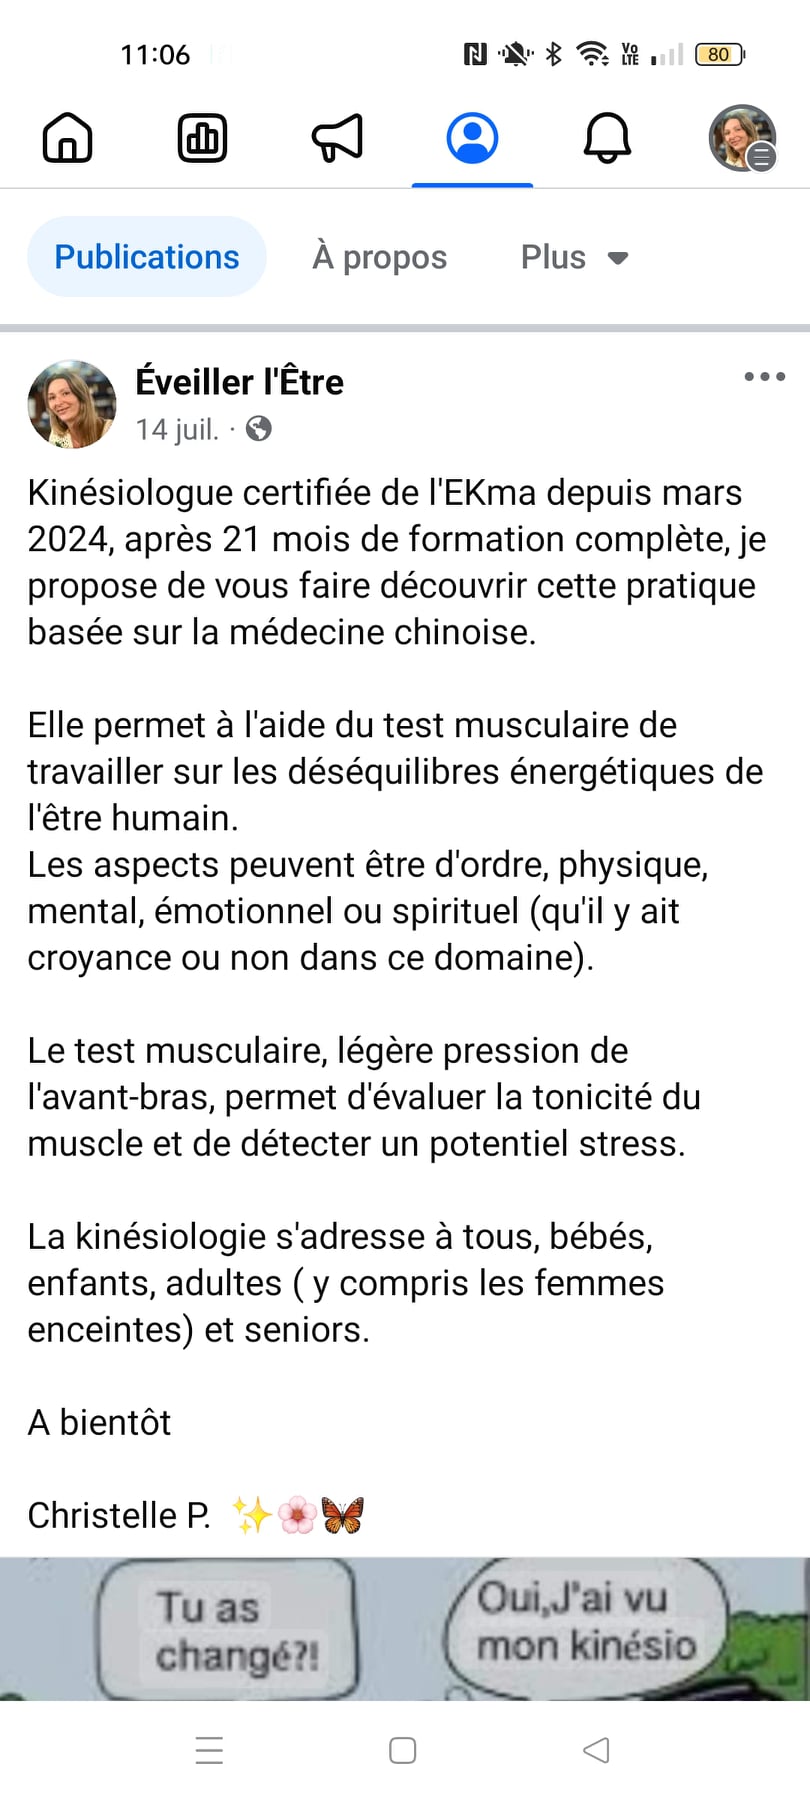 11:06
Vo
LTE
80
Publications
À propos
Plus
Éveiller l'Être
14 juil. ·
Kinésiologue certifiée de l'EKma depuis mars
2024, après 21 mois de formation complète, je
propose de vous faire découvrir cette pratique
basée sur la médecine chinoise.
Elle permet à l'aide du test musculaire de
travailler sur les déséquilibres énergétiques de
l'être humain.
Les aspects peuvent être d'ordre, physique,
mental, émotionnel ou spirituel (qu'il y ait
croyance ou non dans ce domaine).
Le test musculaire, légère pression de
l'avant-bras, permet d'évaluer la tonicité du
muscle et de détecter un potentiel stress.
La kinésiologie s'adresse à tous, bébés,
enfants, adultes ( y compris les femmes
enceintes) et seniors.
A bientôt
Christelle P. ✨🌸🦋
Tu as
changé?!
Oui,J'ai vu
mon kinésio